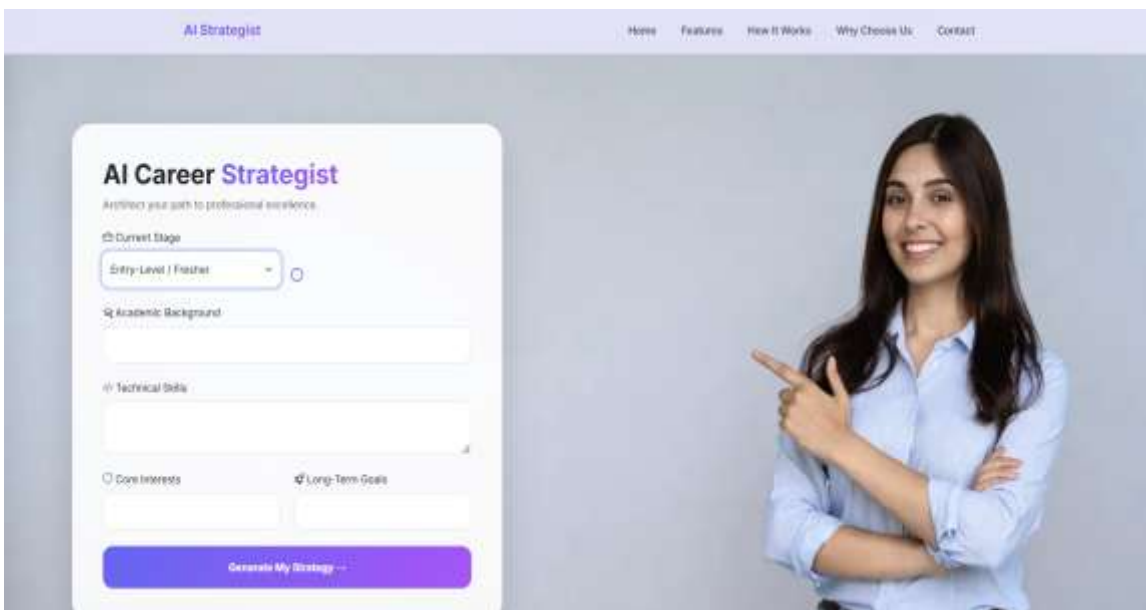 AI Strategist
Home Features How It Works Why Choose Us Contact
AI Career Strategist
Architect your path to professional excellence.
Current Stage
Entry-Level / Fresher
Academic Background
Technical Skills
Core Interests
Long-Term Goals
Generate My Strategy →